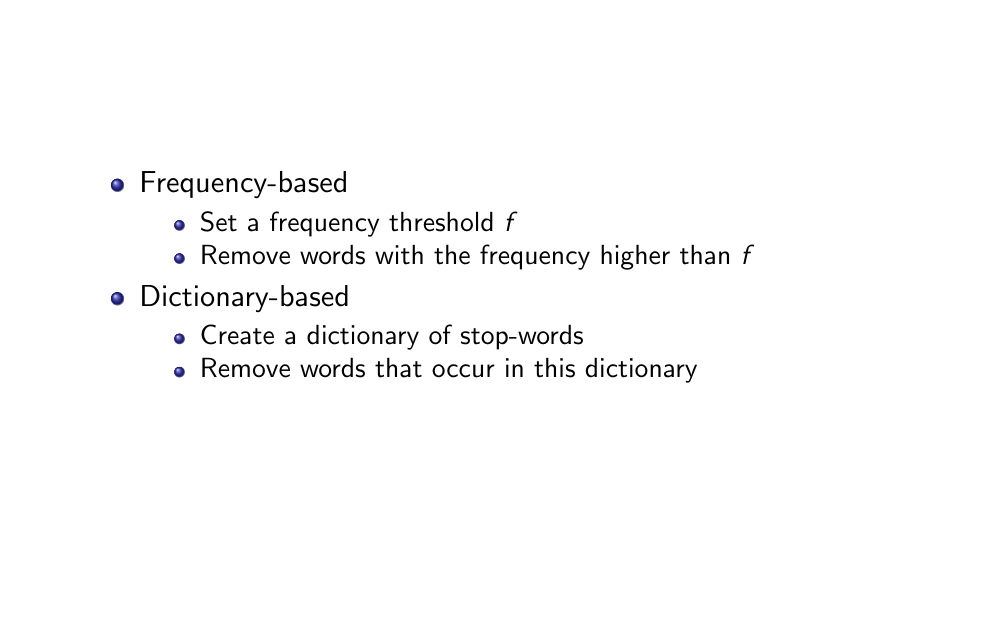 Frequency-based
Set a frequency threshold f
Remove words with the frequency higher than f
Dictionary-based
Create a dictionary of stop-words
Remove words that occur in this dictionary